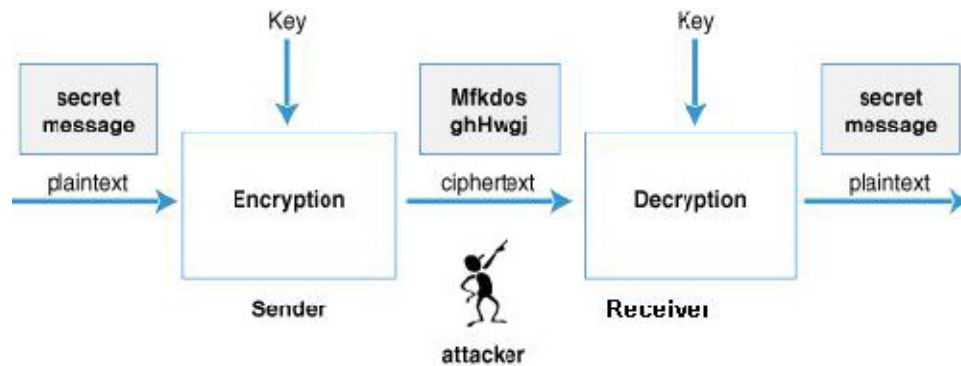 Key
Key
secret
message
Mfkdos
ghHwgj
secret
message
plaintext
Encryption
ciphertext
Decryption
plaintext
Sender
Receiver
attacker